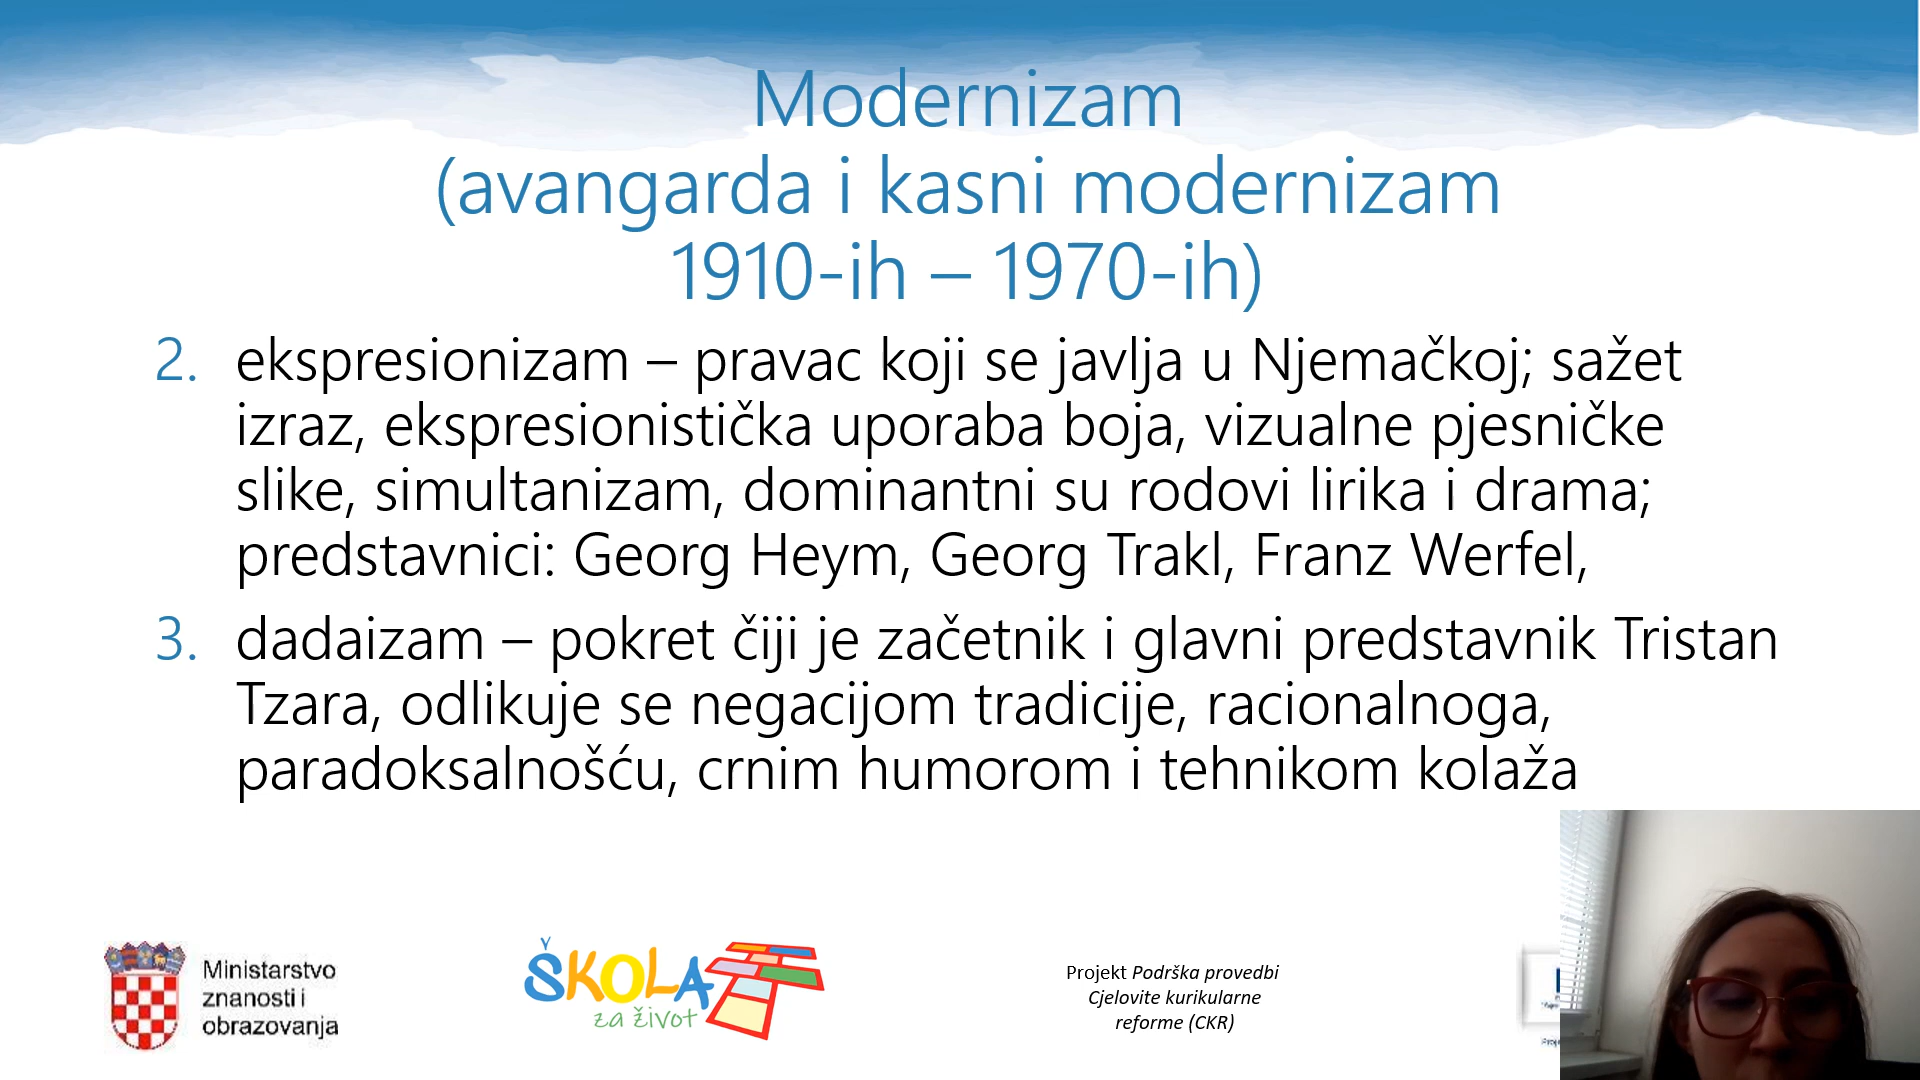 Modernizam
(avangarda i kasni modernizam
1910-ih – 1970-ih)
2. ekspresionizam – pravac koji se javlja u Njemačkoj; sažet
izraz, ekspresionistička uporaba boja, vizualne pjesničke
slike, simultanizam, dominantni su rodovi lirika i drama;
predstavnici: Georg Heym, Georg Trakl, Franz Werfel,
3. dadaizam – pokret čiji je začetnik i glavni predstavnik Tristan
Tzara, odlikuje se negacijom tradicije, racionalnoga,
paradoksalnošću, crnim humorom i tehnikom kolaža
Ministarstvo
znanosti i
obrazovanja
ŠKOLA
za život
Projekt Podrška provedbi
Cjelovite kurikularne
reforme (CKR)